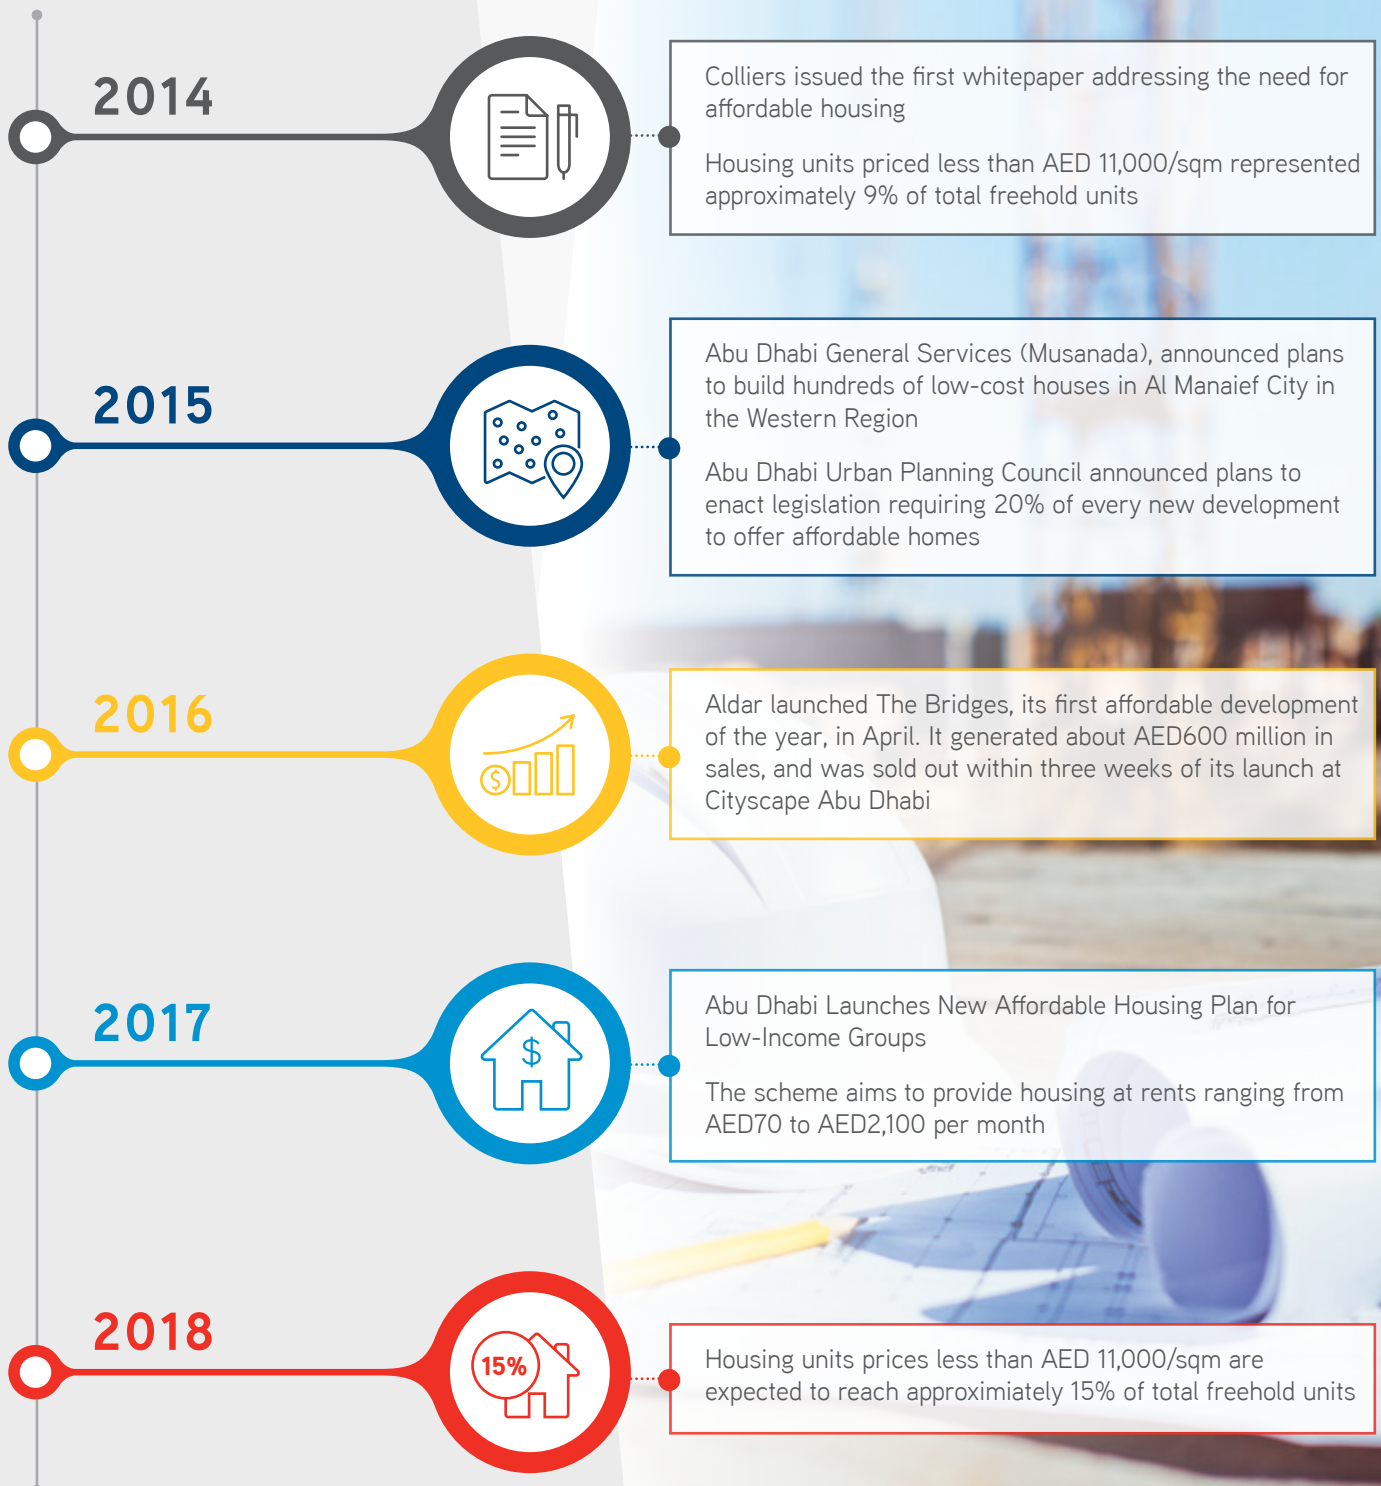 2014
Colliers issued the first whitepaper addressing the need for
affordable housing
Housing units priced less than AED 11,000/sqm represented
approximately 9% of total freehold units
2015
Abu Dhabi General Services (Musanada), announced plans
to build hundreds of low-cost houses in Al Manaief City in
the Western Region
Abu Dhabi Urban Planning Council announced plans to
enact legislation requiring 20% of every new development
to offer affordable homes
2016
$
Aldar launched The Bridges, its first affordable development
of the year, in April. It generated about AED600 million in
sales, and was sold out within three weeks of its launch at
Cityscape Abu Dhabi
2017
$
Abu Dhabi Launches New Affordable Housing Plan for
Low-Income Groups
The scheme aims to provide housing at rents ranging from
AED70 to AED2,100 per month
2018
15%
Housing units prices less than AED 11,000/sqm are
expected to reach approximiately 15% of total freehold units